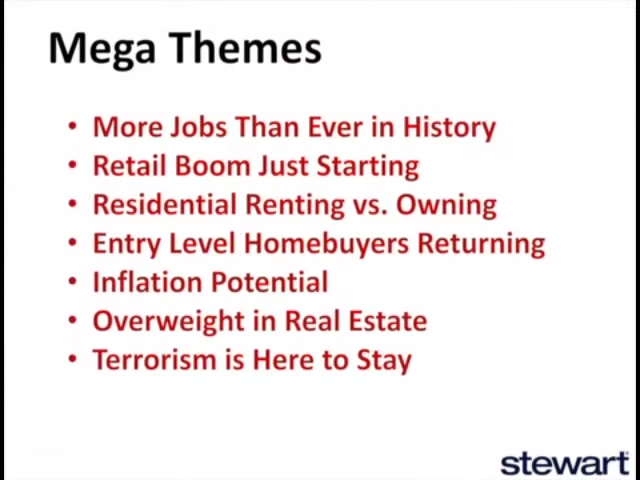 Mega Themes
• More Jobs Than Ever in History
• Retail Boom Just Starting
• Residential Renting vs. Owning
• Entry Level Homebuyers Returning
• Inflation Potential
• Overweight in Real Estate
• Terrorism is Here to Stay
stewart